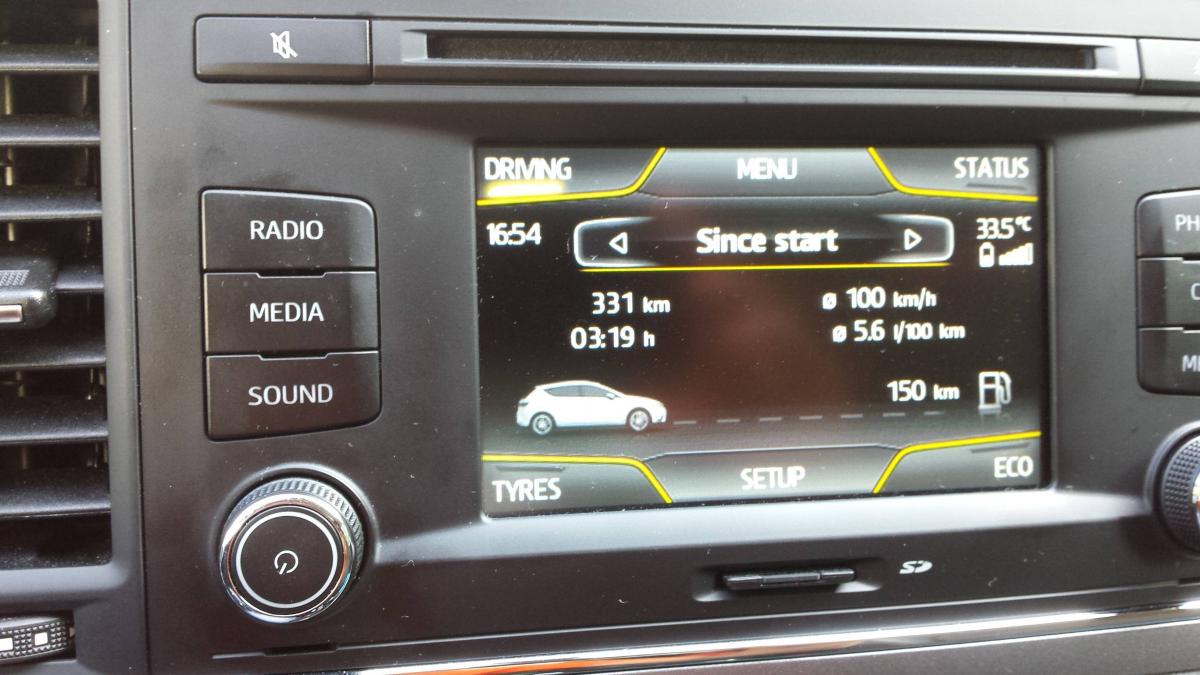 DRIVING MENU STATUS
16:54 Since start 33.5°C
331 km ø 100 km/h
03:19 h ø 5.6 l/100 km
150 km
TYRES SETUP ECO
RADIO
MEDIA
SOUND
SD